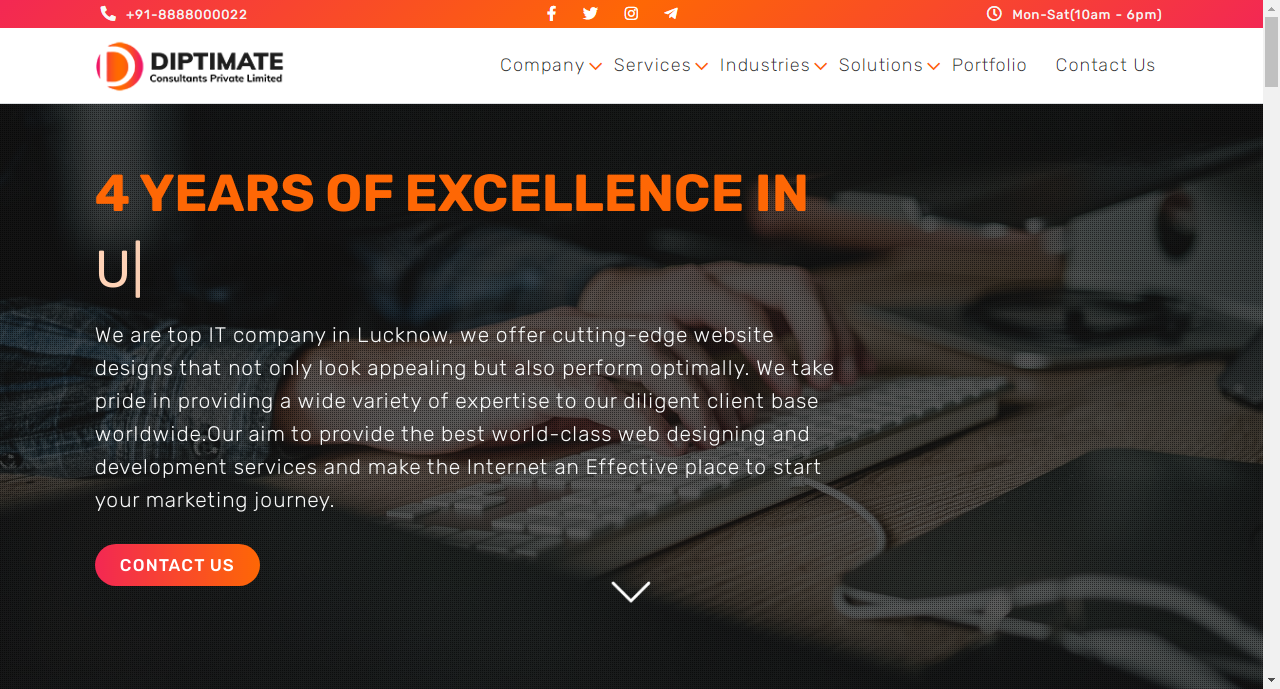 +91-8888000022
Mon-Sat(10am - 6pm)
DIPTIMATE
Consultants Private Limited
Company Services Industries Solutions Portfolio Contact Us
4 YEARS OF EXCELLENCE IN
U|
We are top IT company in Lucknow, we offer cutting-edge website
designs that not only look appealing but also perform optimally. We take
pride in providing a wide variety of expertise to our diligent client base
worldwide.Our aim to provide the best world-class web designing and
development services and make the Internet an Effective place to start
your marketing journey.
CONTACT US